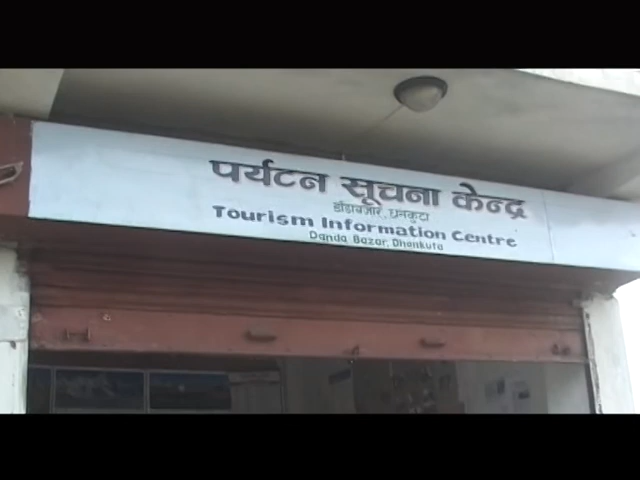 पर्यटन सूचना केन्द्र
डाँडाबजार, धनकुटा
Tourism Information Centre
Danda Bazar, Dhankuta